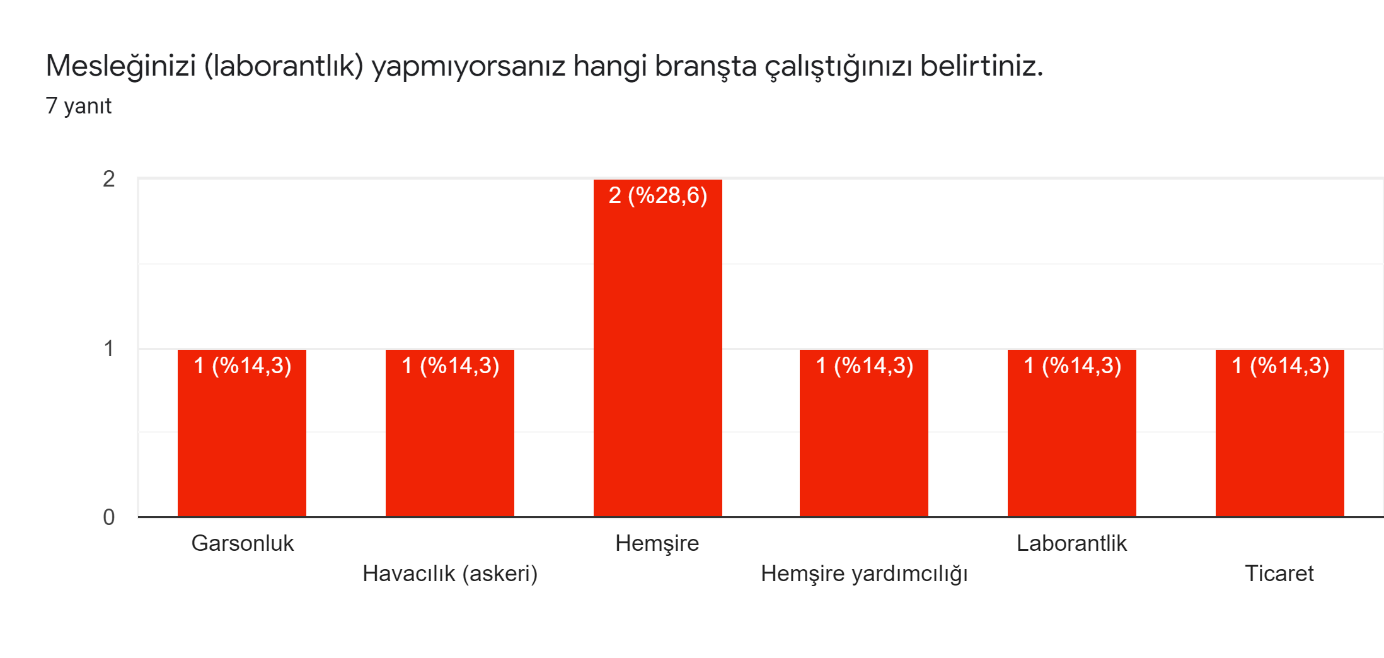 Mesleğinizi (laborantlık) yapmıyorsanız hangi branşta çalıştığınızı belirtiniz.
7 yanıt
2
2 (%28,6)
1
1 (%14,3)
1 (%14,3)
1 (%14,3)
1 (%14,3)
1 (%14,3)
0
Garsonluk
Hemşire
Laborantlik
Havacılık (askeri)
Hemşire yardımcılığı
Ticaret